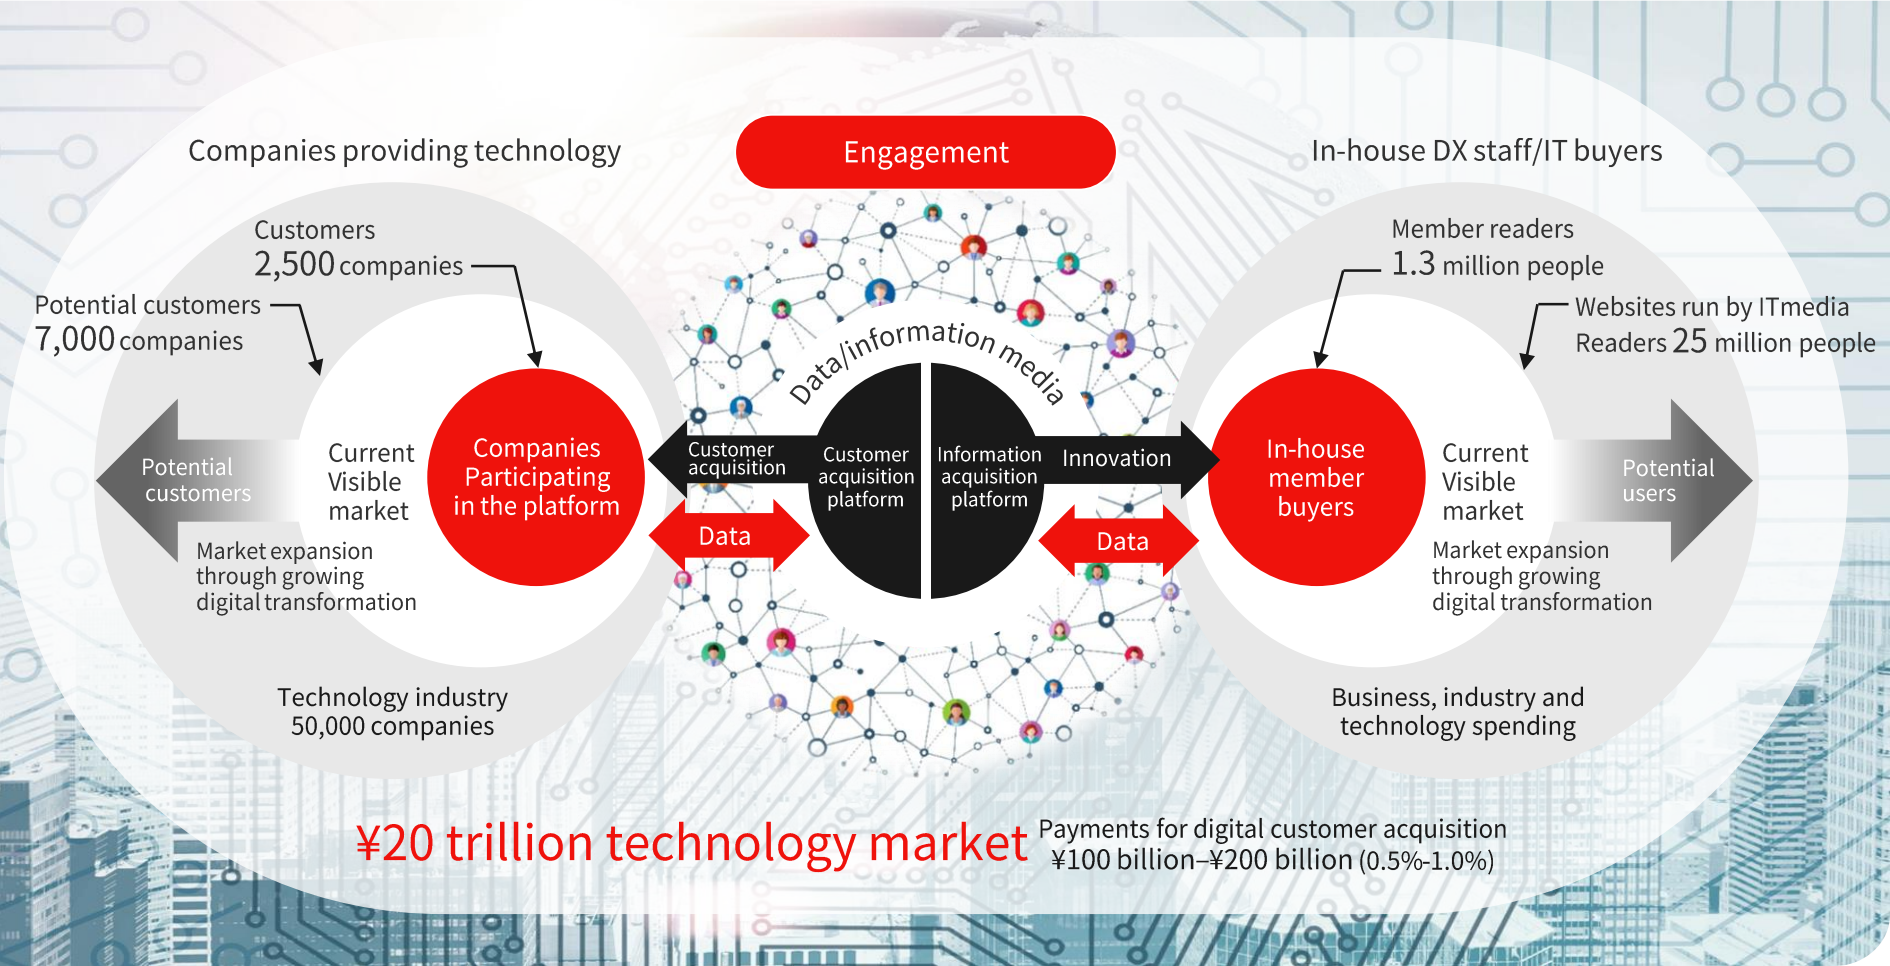 Engagement
Companies providing technology
In-house DX staff/IT buyers
Customers
2,500 companies
Potential customers
7,000 companies
Member readers
1.3 million people
Websites run by ITmedia
Readers 25 million people
Data/information media
Potential
customers
Current
Visible
market
Companies
Participating
in the platform
Customer
acquisition
Customer
acquisition
platform
Information
acquisition
platform
Innovation
In-house
member
buyers
Current
Visible
market
Potential
users
Data
Data
Market expansion
through growing
digital transformation
Market expansion
through growing
digital transformation
Technology industry
50,000 companies
Business, industry and
technology spending
¥20 trillion technology market
Payments for digital customer acquisition
¥100 billion–¥200 billion (0.5%-1.0%)